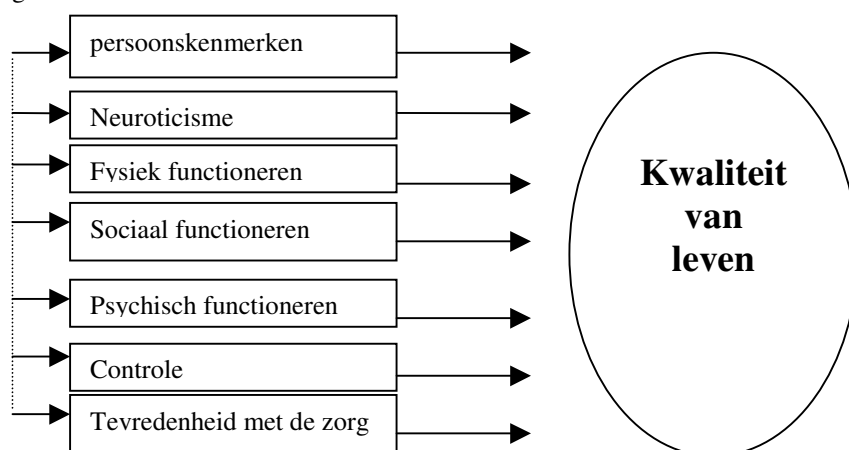 persoonskenmerken
Neuroticisme
Fysiek functioneren
Sociaal functioneren
Psychisch functioneren
Controle
Tevredenheid met de zorg
Kwaliteit
van
leven